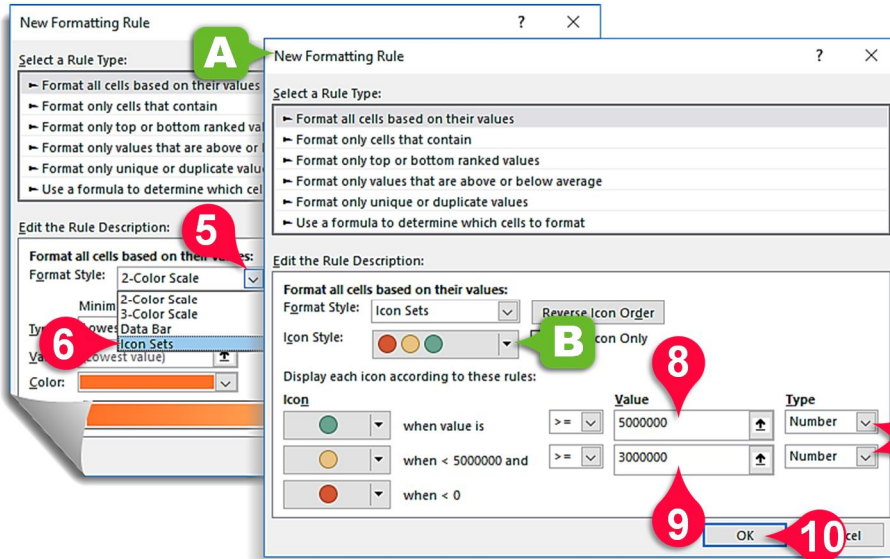 New Formatting Rule ? ×
Select a Rule Type:
► Format all cells based on their values
► Format only cells that contain
► Format only top or bottom ranked
► Format only values that are above or
► Format only unique or duplicate
► Use a formula to determine which
Edit the Rule Description:
5
Format all cells based on their values:
Format Style: 2-Color Scale
2-Color Scale
3-Color Scale
Data Bar
6 Icon Sets
(Lowest value)
Color:
A
New Formatting Rule ? ×
Select a Rule Type:
► Format all cells based on their values
► Format only cells that contain
► Format only top or bottom ranked values
► Format only values that are above or below average
► Format only unique or duplicate values
► Use a formula to determine which cells to format
Edit the Rule Description:
Format all cells based on their values:
Format Style: Icon Sets Reverse Icon Order
Icon Style: B Only
8
Display each icon according to these rules:
Icon Value Type
when value is >= 5000000 Number
when < 5000000 and >= 3000000 Number
when < 0
9
OK 10